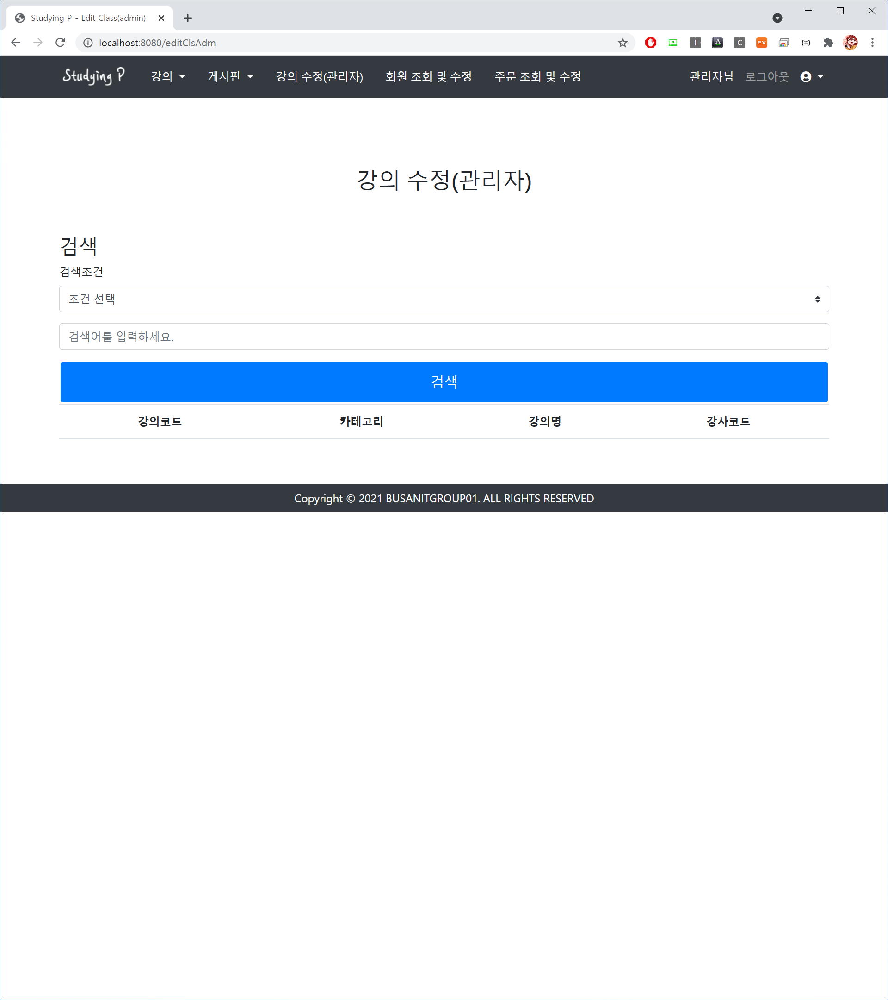 Studying P - Edit Class(admin)
localhost:8080/editClsAdm
Studying P 강의 게시판 강의 수정(관리자) 회원 조회 및 수정 주문 조회 및 수정 관리자님 로그아웃
강의 수정(관리자)
검색
검색조건
조건 선택
검색어를 입력하세요.
검색
강의코드 카테고리 강의명 강사코드
Copyright © 2021 BUSANITGROUP01. ALL RIGHTS RESERVED